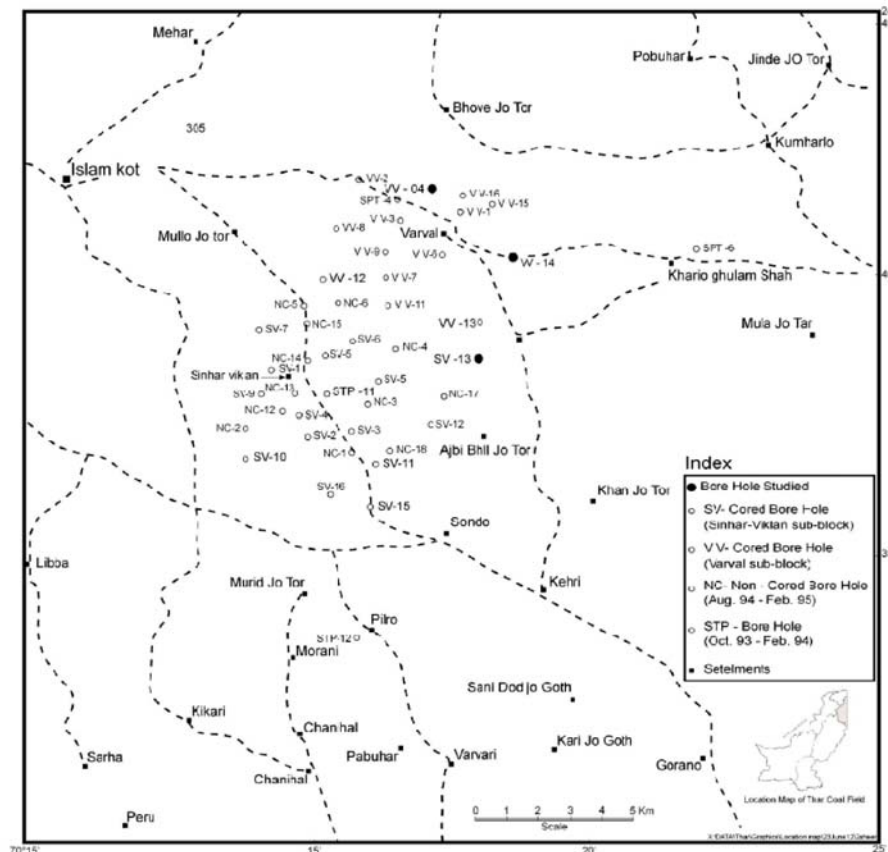 Mehar
Pobuhar
Jinde JO Tor
Bhove Jo Tor
305
Kumharlo
Islam kot
VV-2
VV - 04
VV-16
SPT -4
V V-15
VV-1
V V-3
Mullo Jo tor
VV-8
Varval
SPT -6
V V-9
VV - 14
Khario ghulam Shah
VV -12
V V-7
NC-5
NC-6
V V-11
NC-15
VV -13
SV-7
Mula Jo Tar
SV-6
NC-4
SV-5
SV -13
NC-14
SV-1
Sinhar vikan
SV-5
SV-9
NC-13
STP -11
NC-17
NC-3
NC-12
SV-4
NC-2
SV-3
SV-12
SV-2
Ajbi Bhil Jo Tor
NC-1
NC-18
SV-10
SV-11
SV-16
SV-15
Khan Jo Tor
Sondo
Libba
Kehri
Murid Jo Tor
Pilro
STP-12
Morani
Kikari
Chanihal
Chanihal
Pabuhar
Varvari
Sarha
Peru
Kari Jo Goth
Gorano
Index
Bore Hole Studied
SV- Cored Bore Hole
(Sinhar-Vikian sub-block)
V V- Cored Bore Hole
(Varval sub-block)
NC- Non - Cored Bore Hole
(Aug. 94 - Feb. 95)
STP - Bore Hole
(Oct. 93 - Feb. 94)
Setelments
Location Map of Thar Coal Field
0 1 2 3 4 5 Km
Scale
70°15'
15'
20'
25'